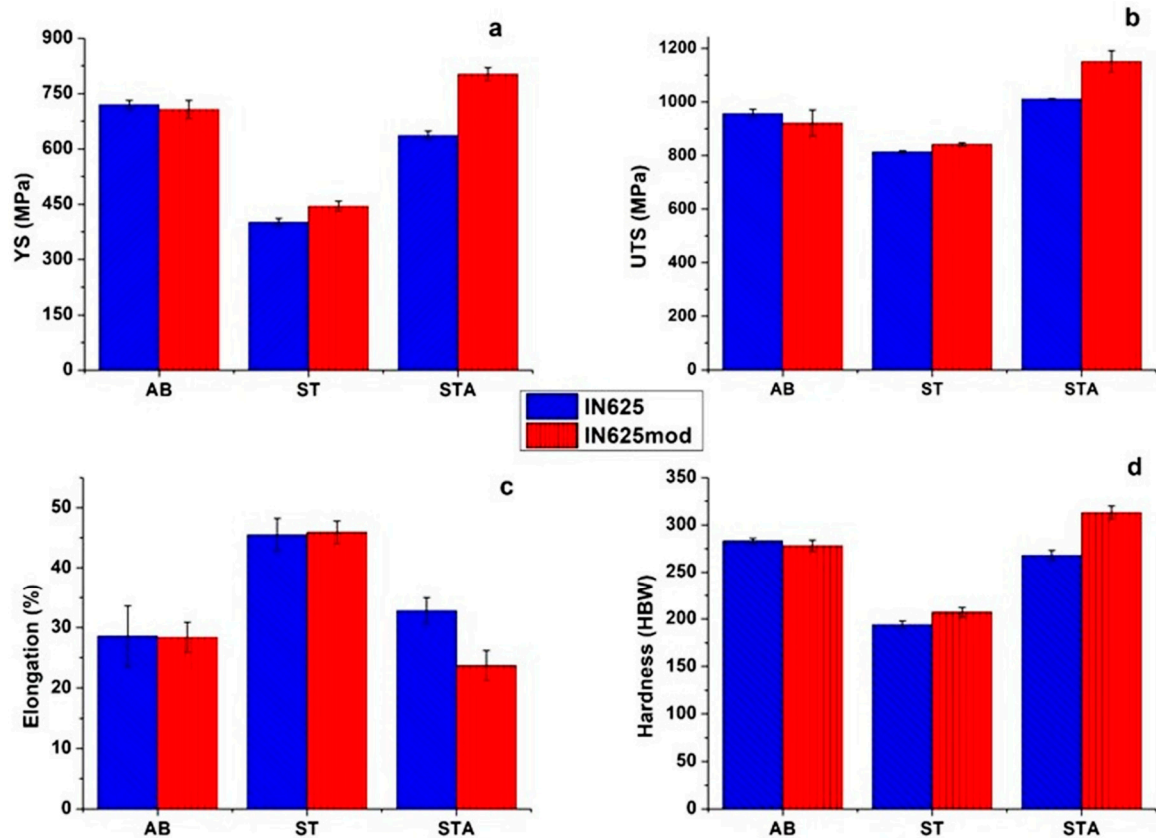 a
900
750
600
450
300
150
0
YS (MPa)
AB ST STA
b
1200
1000
800
600
400
200
0
UTS (MPa)
AB ST STA
IN625
IN625mod
c
50
40
30
20
10
0
Elongation (%)
AB ST STA
d
350
300
250
200
150
100
50
0
Hardness (HBW)
AB ST STA